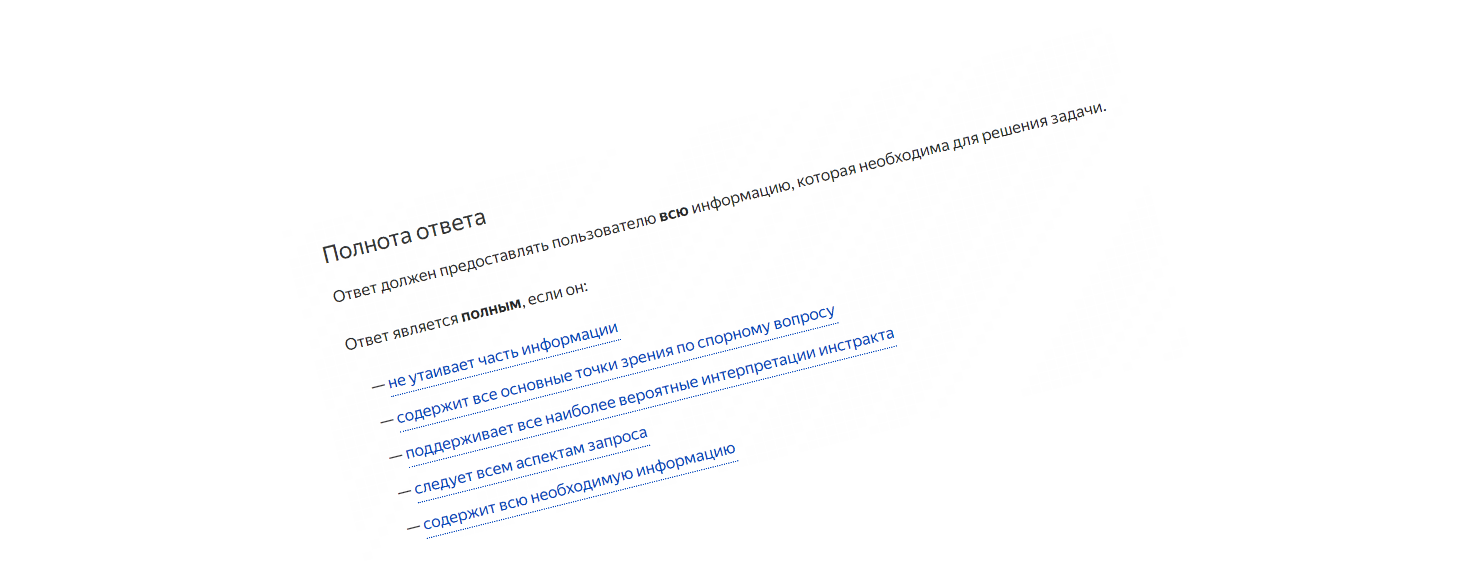 Полнота ответа
Ответ должен предоставлять пользователю всю информацию, которая необходима для решения задачи.
Ответ является полным, если он:
— не утаивает часть информации
— содержит все основные точки зрения по спорному вопросу
— поддерживает все наиболее вероятные интерпретации инстракта
— следует всем аспектам запроса
— содержит всю необходимую информацию